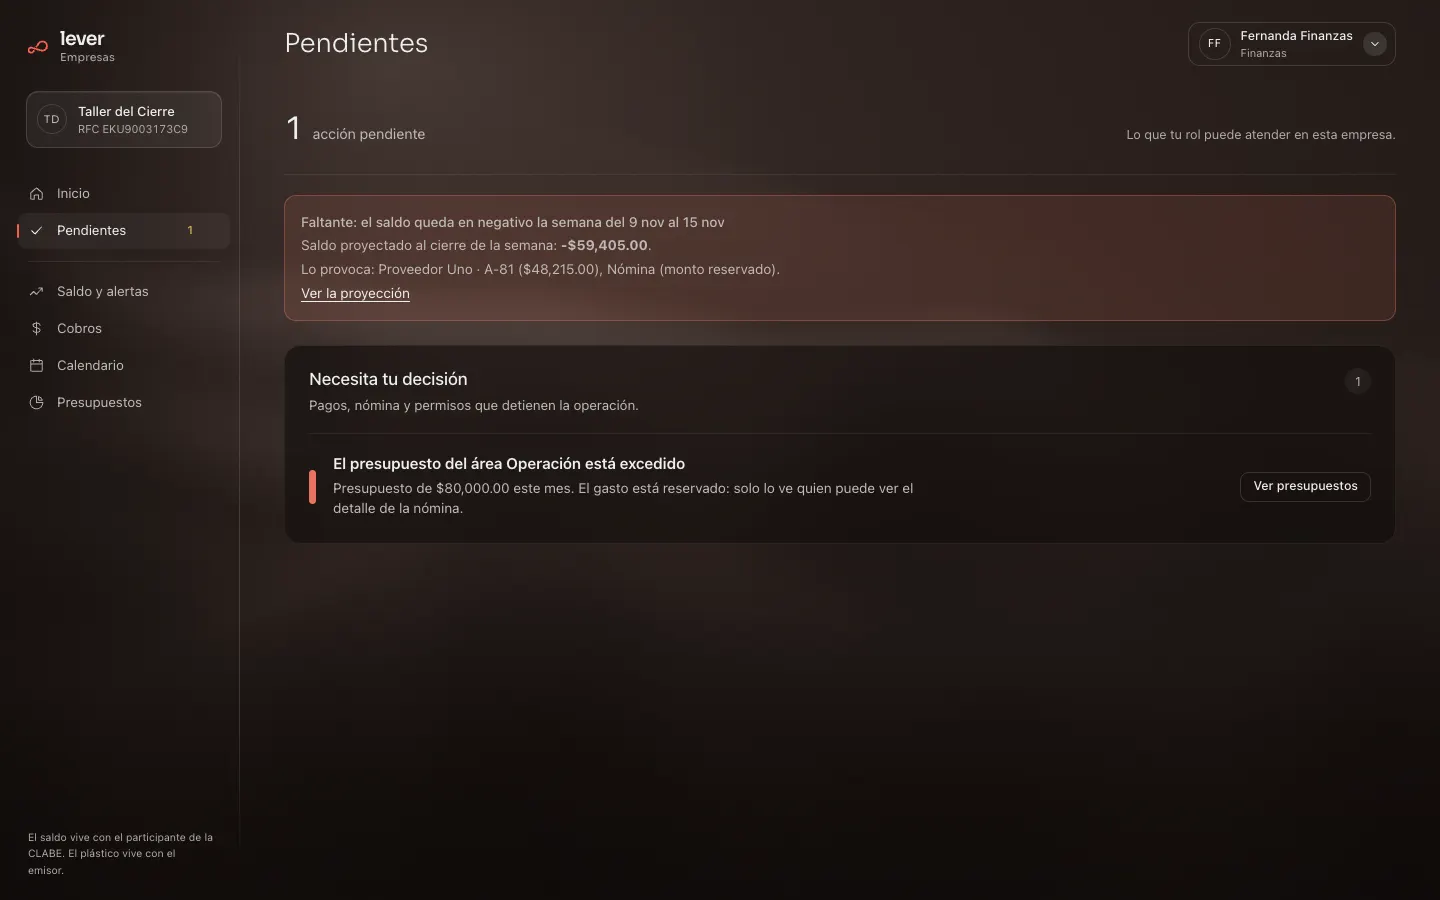 lever
Empresas
TD
Taller del Cierre
RFC EKU9003173C9
Inicio
Pendientes
1
Saldo y alertas
Cobros
Calendario
Presupuestos
El saldo vive con el participante de la
CLABE. El plástico vive con el
emisor.
Pendientes
FF
Fernanda Finanzas
Finanzas
1 acción pendiente
Lo que tu rol puede atender en esta empresa.
Faltante: el saldo queda en negativo la semana del 9 nov al 15 nov
Saldo proyectado al cierre de la semana: -$59,405.00.
Lo provoca: Proveedor Uno · A-81 ($48,215.00), Nómina (monto reservado).
Ver la proyección
Necesita tu decisión
1
Pagos, nómina y permisos que detienen la operación.
El presupuesto del área Operación está excedido
Presupuesto de $80,000.00 este mes. El gasto está reservado: solo lo ve quien puede ver el
detalle de la nómina.
Ver presupuestos